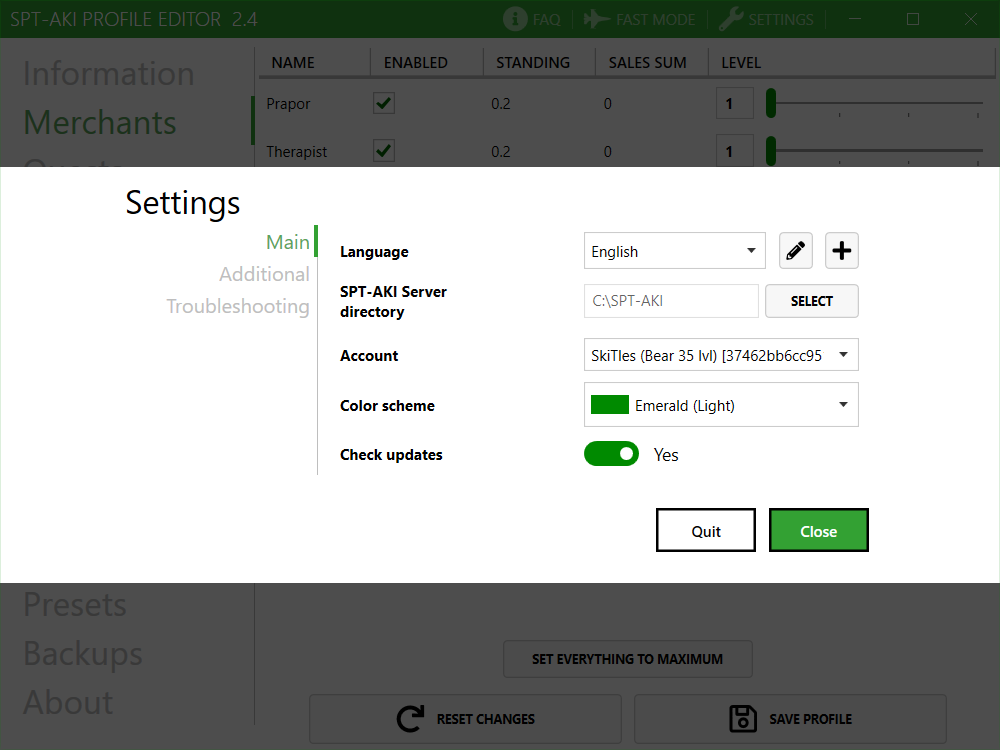 SPT-AKI PROFILE EDITOR 2.4
FAQ
FAST MODE
SETTINGS
Information
Merchants
Quests
NAME ENABLED STANDING SALES SUM LEVEL
Prapor 0.2 0 1
Therapist 0.2 0 1
Settings
Main
Additional
Troubleshooting
Language
English
SPT-AKI Server
directory
C:\SPT-AKI
SELECT
Account
SkiTles (Bear 35 lvl) [37462bb6cc95
Color scheme
Emerald (Light)
Check updates
Yes
Quit
Close
Presets
Backups
About
SET EVERYTHING TO MAXIMUM
RESET CHANGES
SAVE PROFILE